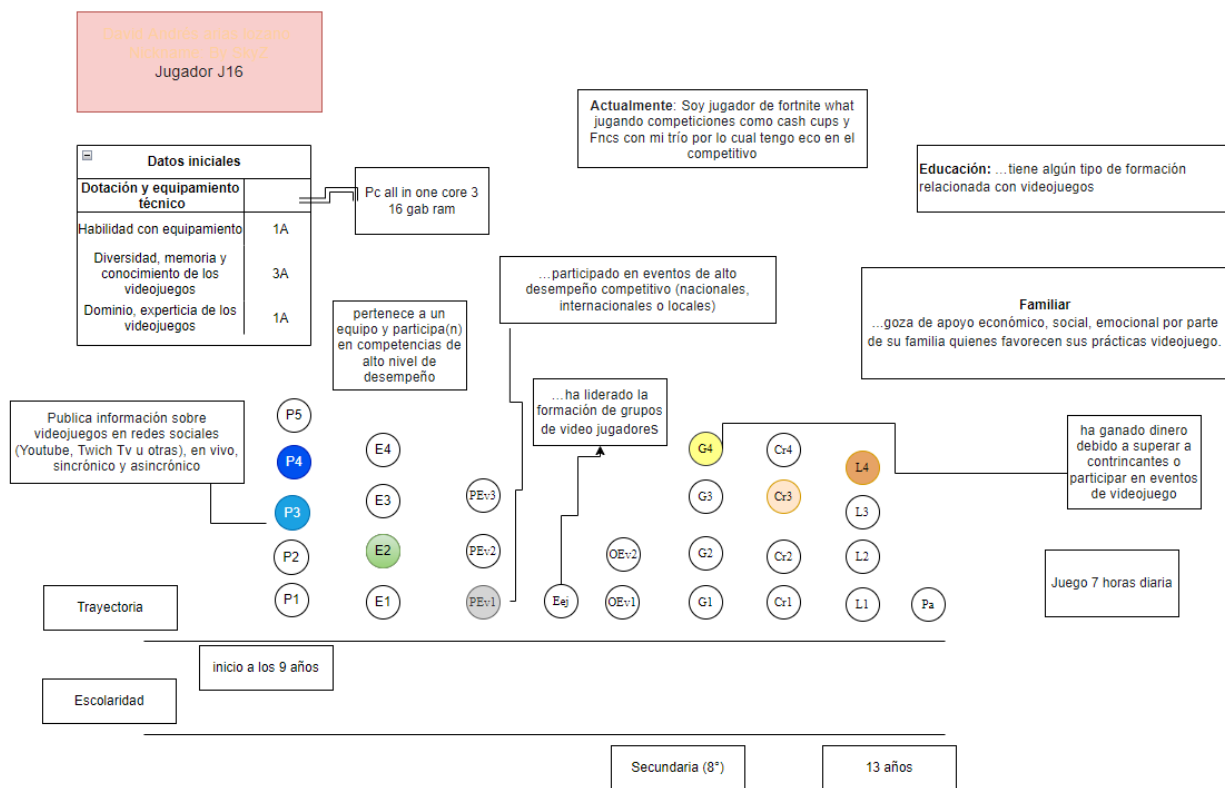 Jugador J16
Actualmente: Soy jugador de fortnite what
jugando competiciones como cash cups y
Fncs con mi trío por lo cual tengo eco en el
competitivo
Datos iniciales
Dotación y equipamiento
técnico
Habilidad con equipamiento 1A
Diversidad, memoria y
conocimiento de los
videojuegos 3A
Dominio, experticia de los
videojuegos 1A
Pc all in one core 3
16 gab ram
Educación: ...tiene algún tipo de formación
relacionada con videojuegos
...participado en eventos de alto
desempeño competitivo (nacionales,
internacionales o locales)
Familiar
...goza de apoyo económico, social, emocional por parte
de su familia quienes favorecen sus prácticas videojuego.
pertenece a un
equipo y participa(n)
en competencias de
alto nivel de
desempeño
...ha liderado la
formación de grupos
de video jugadores
Publica información sobre
videojuegos en redes sociales
(Youtube, Twich Tv u otras), en vivo,
sincrónico y asincrónico
ha ganado dinero
debido a superar a
contrincantes o
participar en eventos
de videojuego
P5
P4 E4 G4 Cr4 L4
P3 E3 PEv3 G3 Cr3 L3
P2 E2 PEv2 OEv2 G2 Cr2 L2
P1 E1 PEv1 Eej OEv1 G1 Cr1 L1 Pa
Juego 7 horas diaria
Trayectoria
inicio a los 9 años
Escolaridad
Secundaria (8°)
13 años